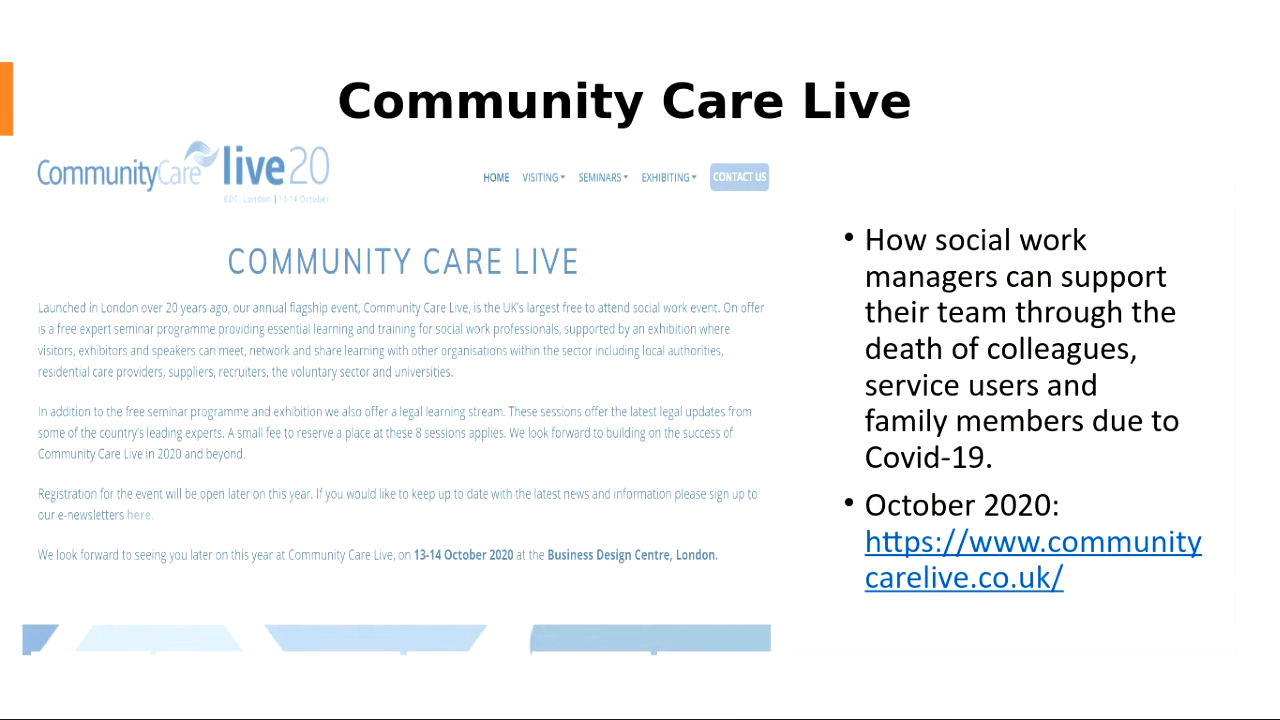 Community Care Live
CommunityCare live20
BDC, London | 13-14 October
HOME VISITING SEMINARS EXHIBITING CONTACT US
COMMUNITY CARE LIVE
Launched in London over 20 years ago, our annual flagship event, Community Care Live, is the UK's largest free to attend social work event. On offer
is a free expert seminar programme providing essential learning and training for social work professionals, supported by an exhibition where
visitors, exhibitors and speakers can meet, network and share learning with other organisations within the sector including local authorities,
residential care providers, suppliers, recruiters, the voluntary sector and universities.
In addition to the free seminar programme and exhibition we also offer a legal learning stream. These sessions offer the latest legal updates from
some of the country's leading experts. A small fee to reserve a place at these 8 sessions applies. We look forward to building on the success of
Community Care Live in 2020 and beyond.
Registration for the event will be open later on this year. If you would like to keep up to date with the latest news and information please sign up to
our e-newsletters here.
We look forward to seeing you later on this year at Community Care Live, on 13-14 October 2020 at the Business Design Centre, London.
• How social work
managers can support
their team through the
death of colleagues,
service users and
family members due to
Covid-19.
• October 2020:
https://www.community
carelive.co.uk/